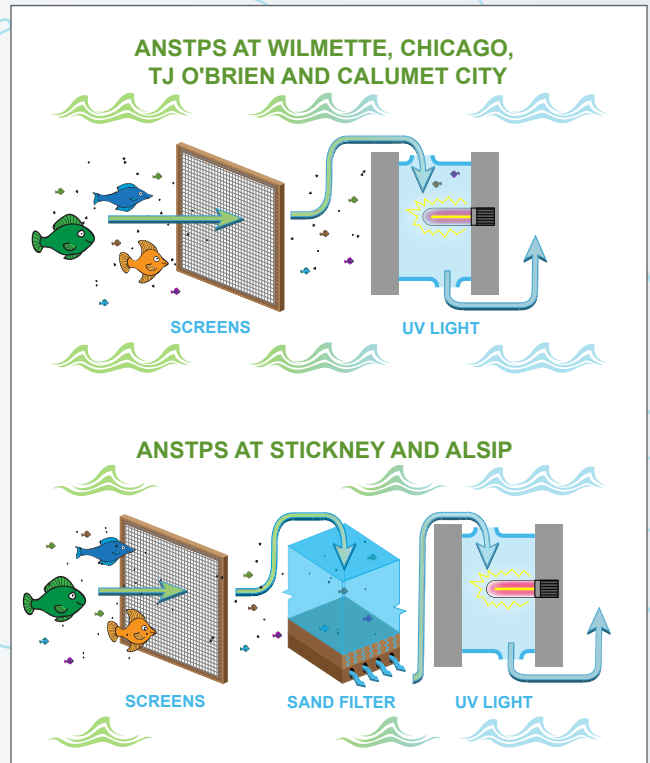 ANSTPS AT WILMETTE, CHICAGO,
TJ O'BRIEN AND CALUMET CITY
SCREENS
UV LIGHT
ANSTPS AT STICKNEY AND ALSIP
SCREENS
SAND FILTER
UV LIGHT